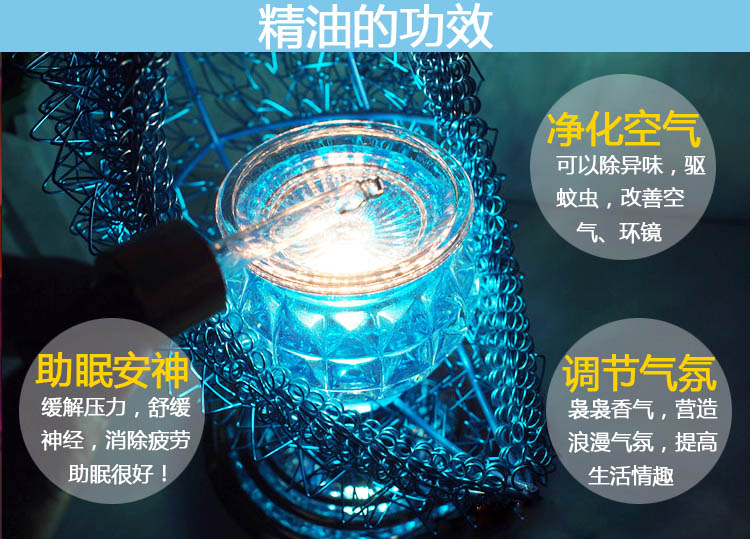 精油的功效
净化空气
可以除异味，驱
蚊虫，改善空
气、环镜
助眠安神
缓解压力，舒缓
神经，消除疲劳
助眠很好！
调节气氛
袅袅香气，营造
浪漫气氛，提高
生活情趣